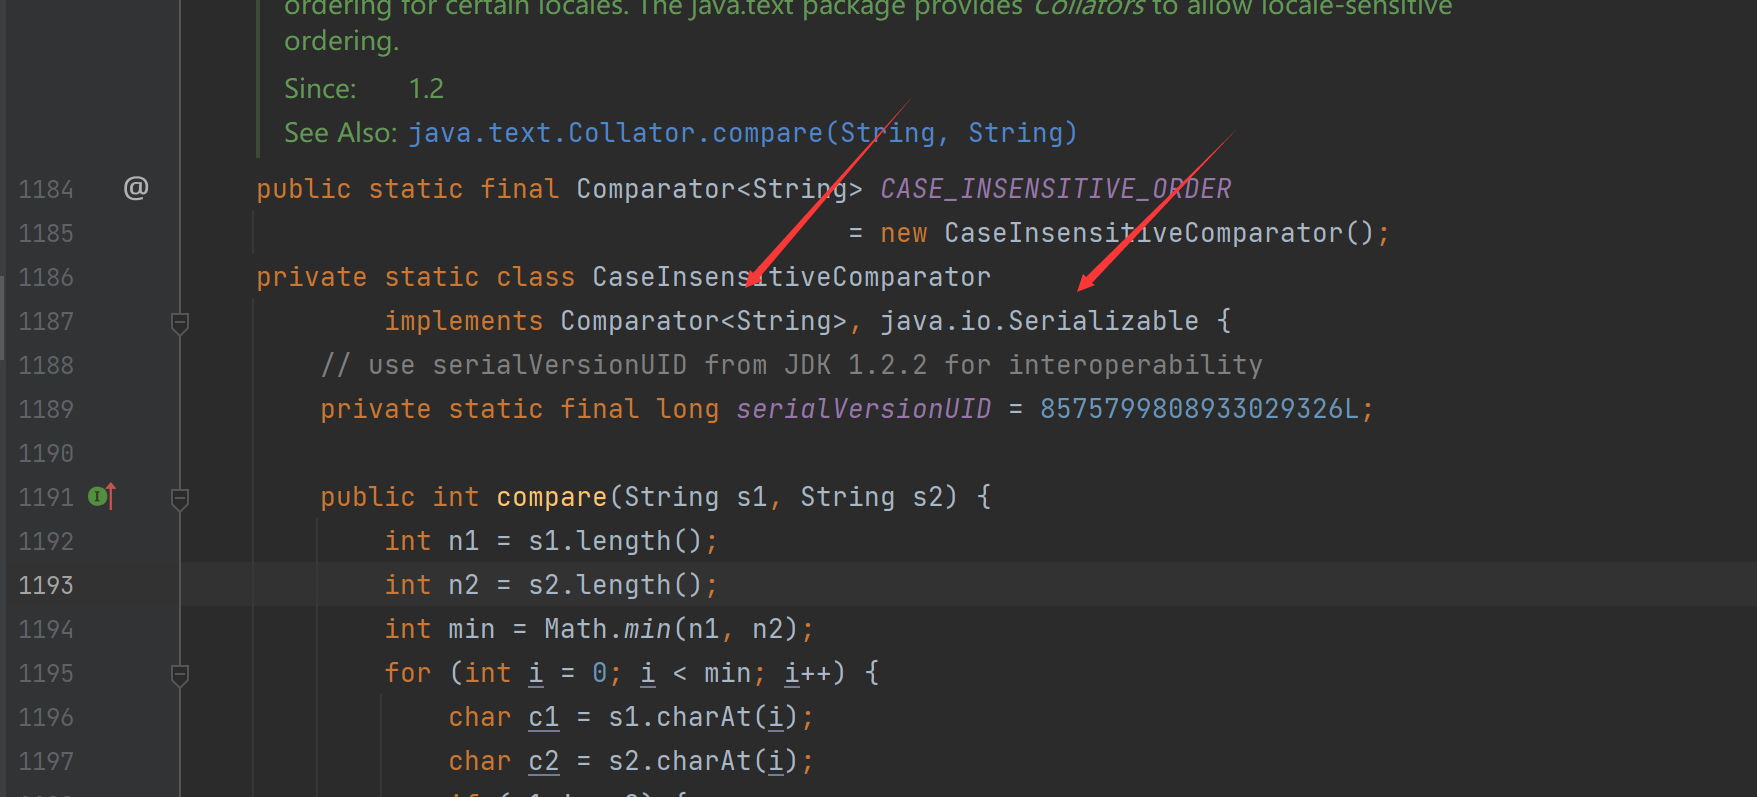 ordering for certain locales. The java.text package provides Collators to allow locale-sensitive
ordering.
Since: 1.2
See Also: java.text.Collator.compare(String, String)
1184 @ public static final Comparator<String> CASE_INSENSITIVE_ORDER
1185 = new CaseInsensitiveComparator();
1186 private static class CaseInsensitiveComparator
1187 implements Comparator<String>, java.io.Serializable {
1188 // use serialVersionUID from JDK 1.2.2 for interoperability
1189 private static final long serialVersionUID = 8575799808933029326L;
1190
1191 public int compare(String s1, String s2) {
1192 int n1 = s1.length();
1193 int n2 = s2.length();
1194 int min = Math.min(n1, n2);
1195 for (int i = 0; i < min; i++) {
1196 char c1 = s1.charAt(i);
1197 char c2 = s2.charAt(i);